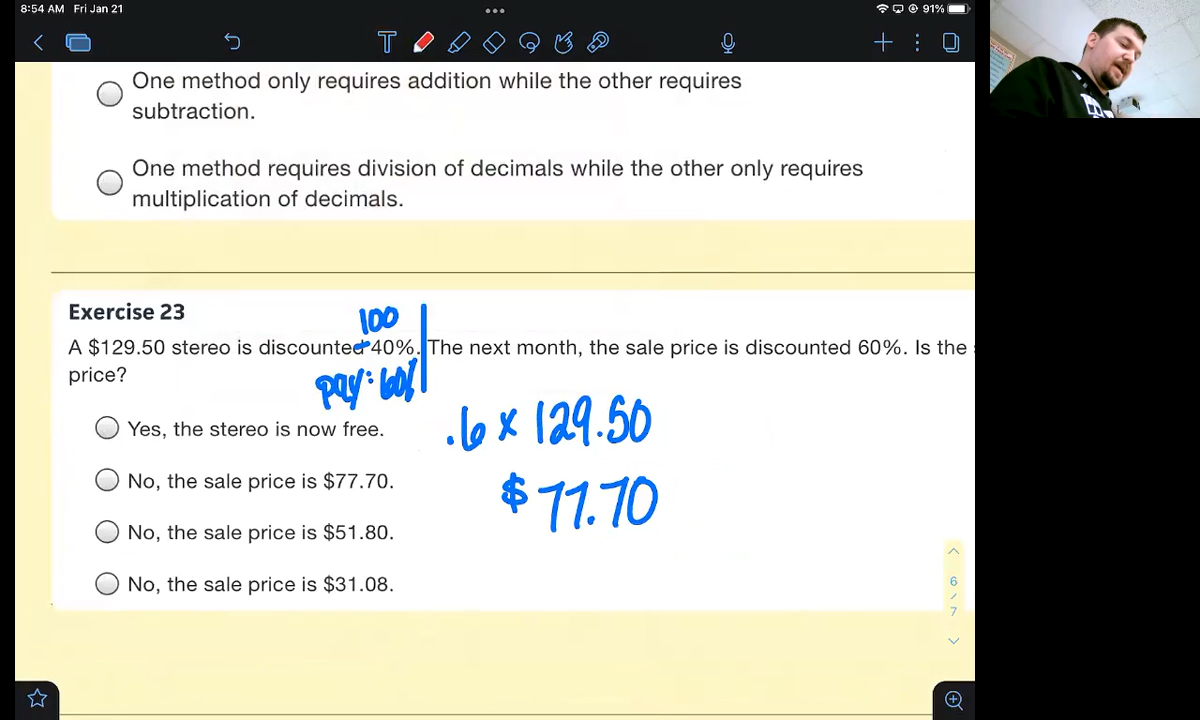 8:54 AM Fri Jan 21
91%
One method only requires addition while the other requires
subtraction.
One method requires division of decimals while the other only requires
multiplication of decimals.
Exercise 23
100
A $129.50 stereo is discounted 40%. The next month, the sale price is discounted 60%. Is the
price?
pay: 60%
.6 x 129.50
Yes, the stereo is now free.
No, the sale price is $77.70.
$77.70
No, the sale price is $51.80.
No, the sale price is $31.08.
6
/
7